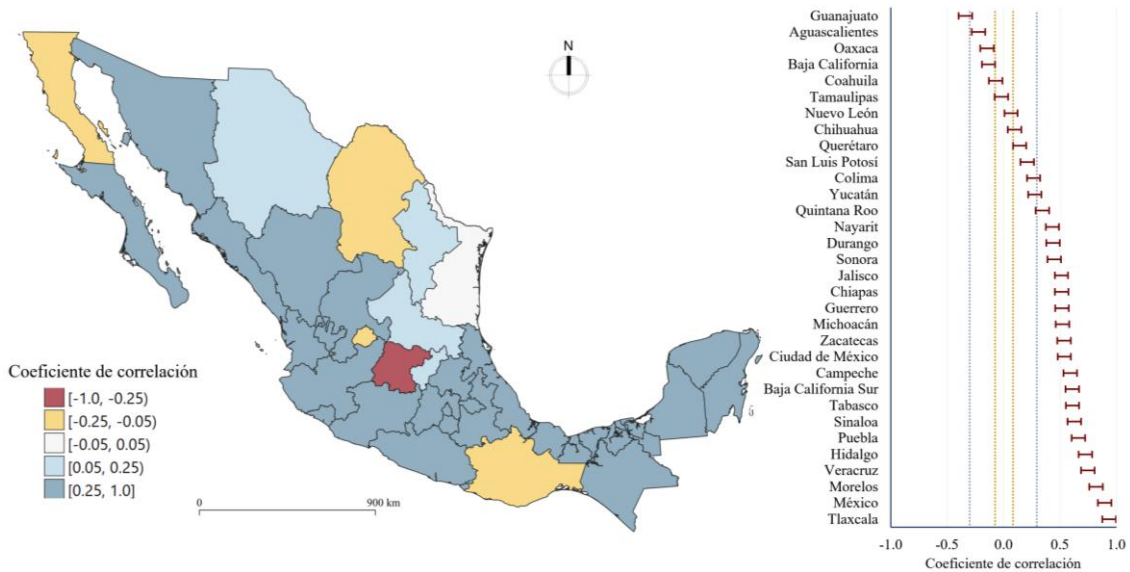 N
Coeficiente de correlación
[-1.0, -0.25)
[-0.25, -0.05)
[-0.05, 0.05)
[0.05, 0.25)
[0.25, 1.0]
0 900 km
Guanajuato
Aguascalientes
Oaxaca
Baja California
Coahuila
Tamaulipas
Nuevo León
Chihuahua
Querétaro
San Luis Potosí
Colima
Yucatán
Quintana Roo
Nayarit
Durango
Sonora
Jalisco
Chiapas
Guerrero
Michoacán
Zacatecas
Ciudad de México
Campeche
Baja California Sur
Tabasco
Sinaloa
Puebla
Hidalgo
Veracruz
Morelos
México
Tlaxcala
-1.0 -0.5 0.0 0.5 1.0
Coeficiente de correlación